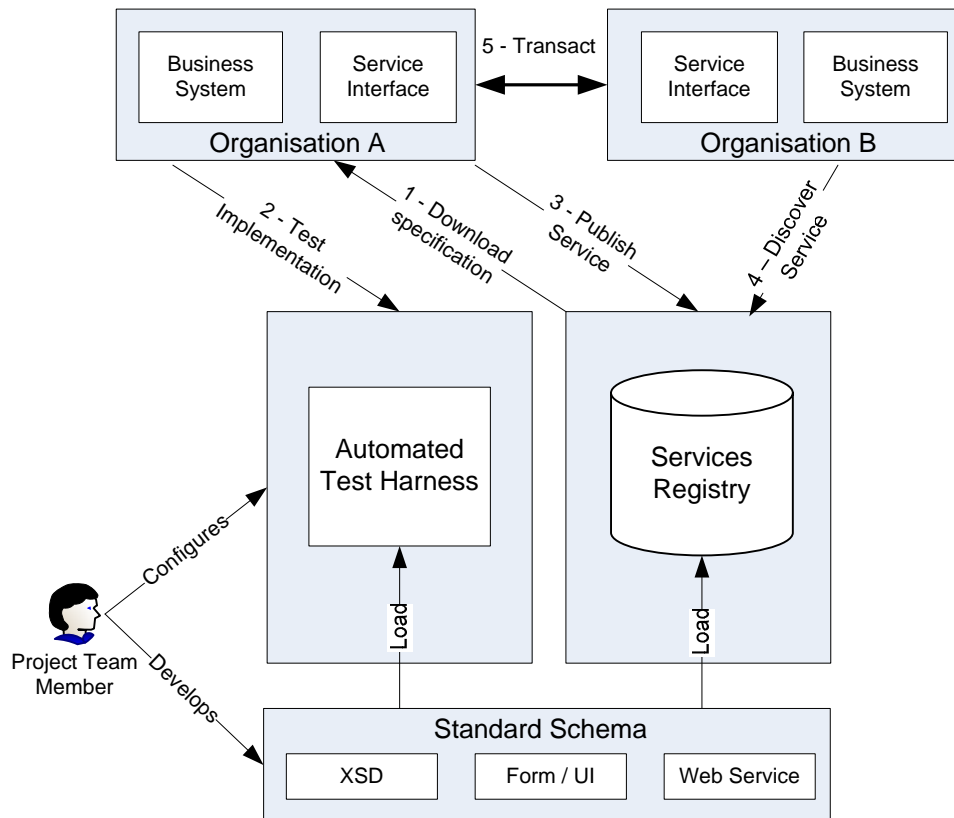 5 - Transact
Business
System
Service
Interface
Organisation A
Service
Interface
Business
System
Organisation B
2 - Test
Implementation
1 - Download
specification
3 - Publish
Service
4 – Discover
Service
Automated
Test Harness
Services
Registry
Configures
Load
Load
Project Team
Member
Develops
Standard Schema
XSD
Form / UI
Web Service